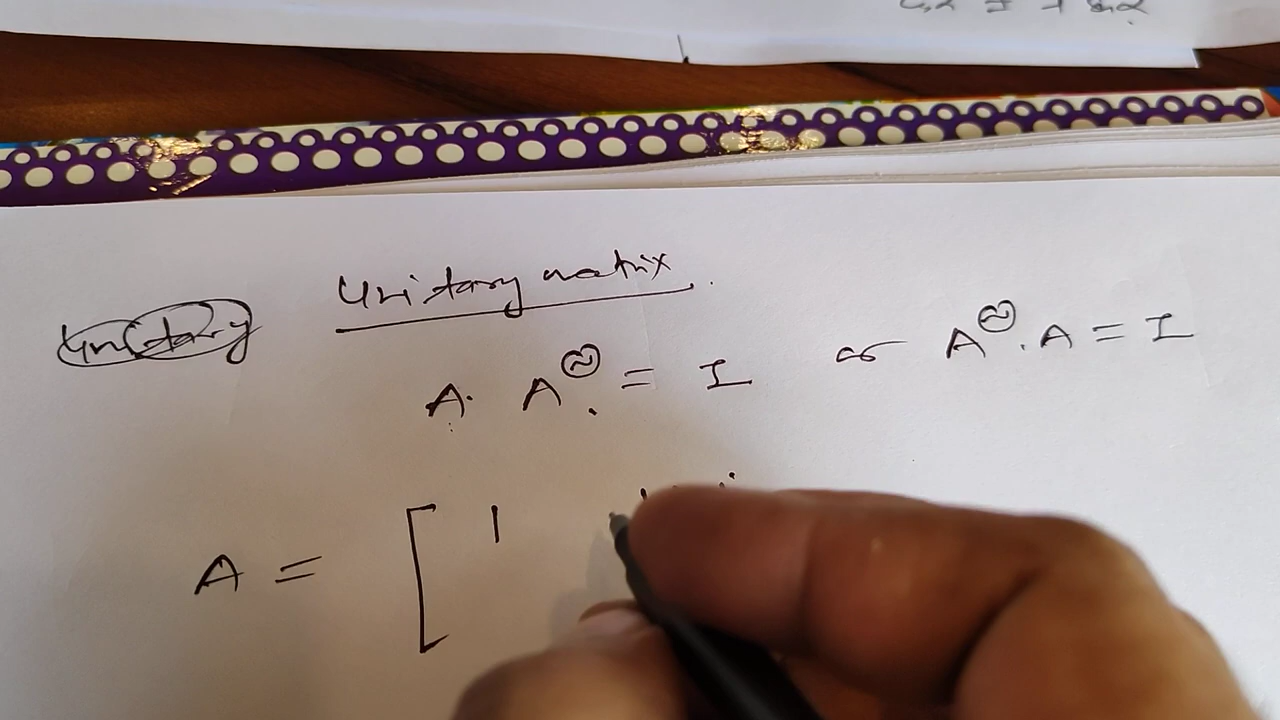 Unitary matrix.
Unitary
A. A^Ⓝ. = I or A^Ⓝ. A = I
A = [ 1